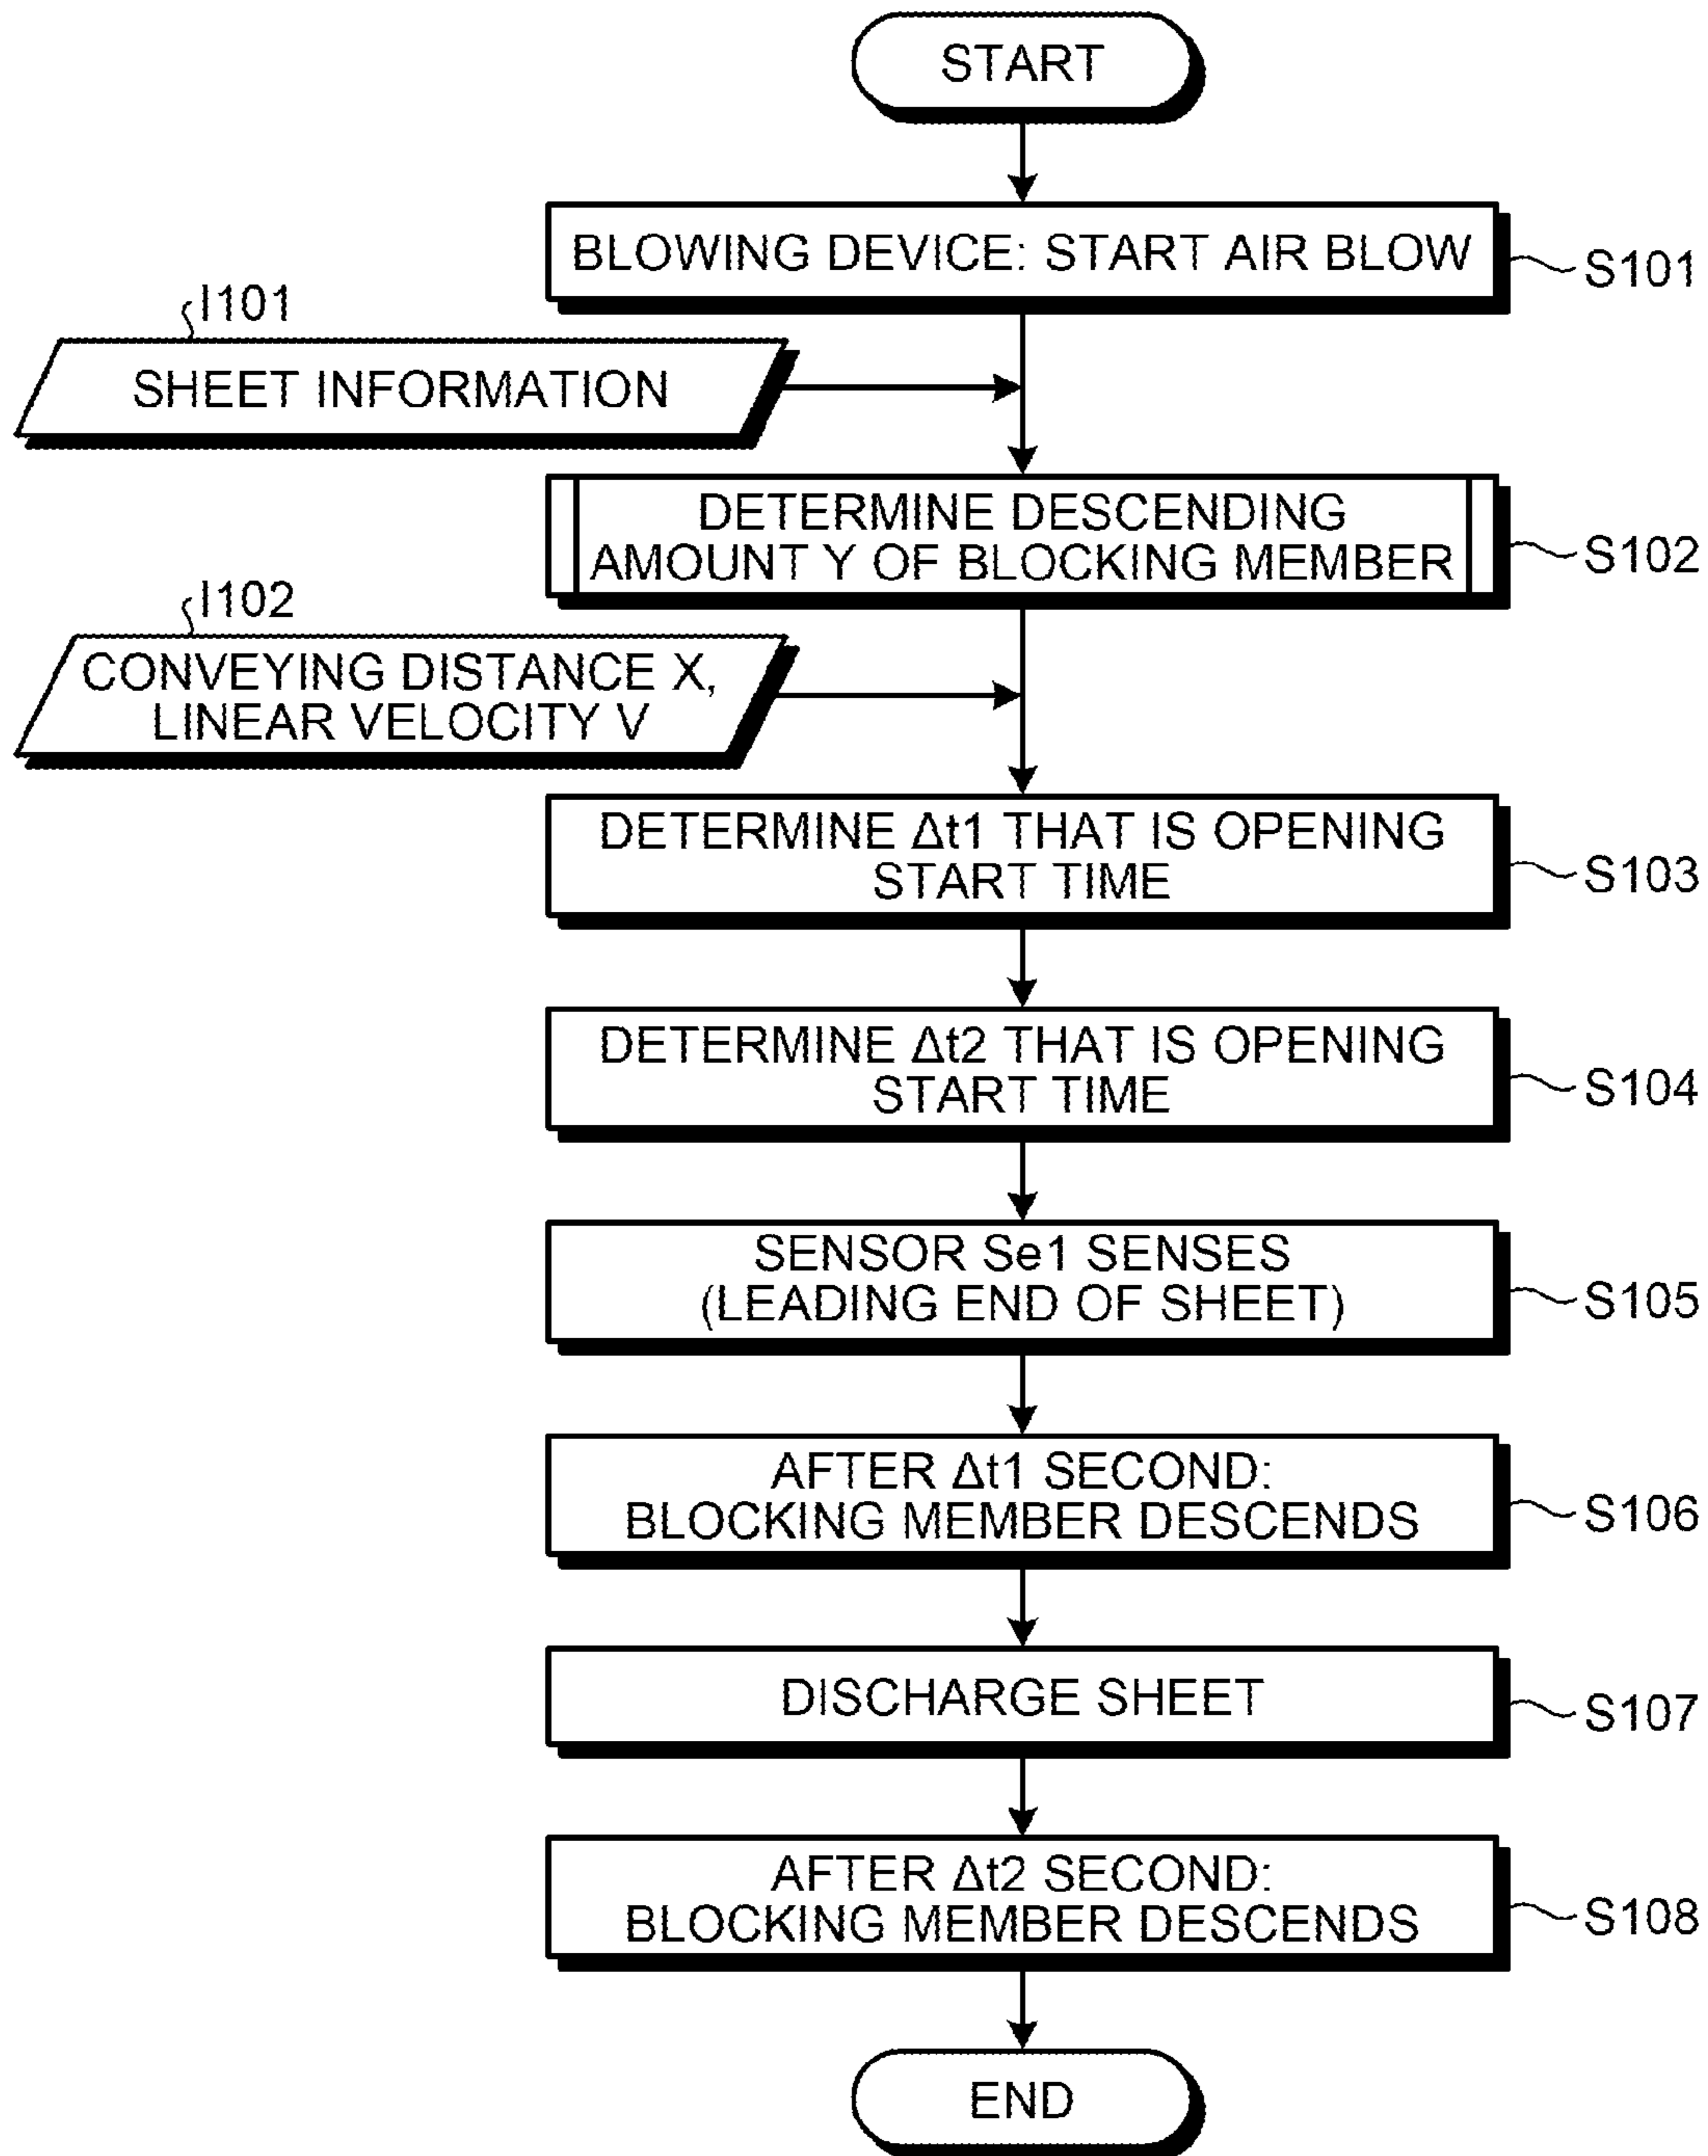 START
BLOWING DEVICE: START AIR BLOW
S101
I101
SHEET INFORMATION
DETERMINE DESCENDING
AMOUNT Y OF BLOCKING MEMBER
S102
I102
CONVEYING DISTANCE X,
LINEAR VELOCITY V
DETERMINE Δt1 THAT IS OPENING
START TIME
S103
DETERMINE Δt2 THAT IS OPENING
START TIME
S104
SENSOR Se1 SENSES
(LEADING END OF SHEET)
S105
AFTER Δt1 SECOND:
BLOCKING MEMBER DESCENDS
S106
DISCHARGE SHEET
S107
AFTER Δt2 SECOND:
BLOCKING MEMBER DESCENDS
S108
END